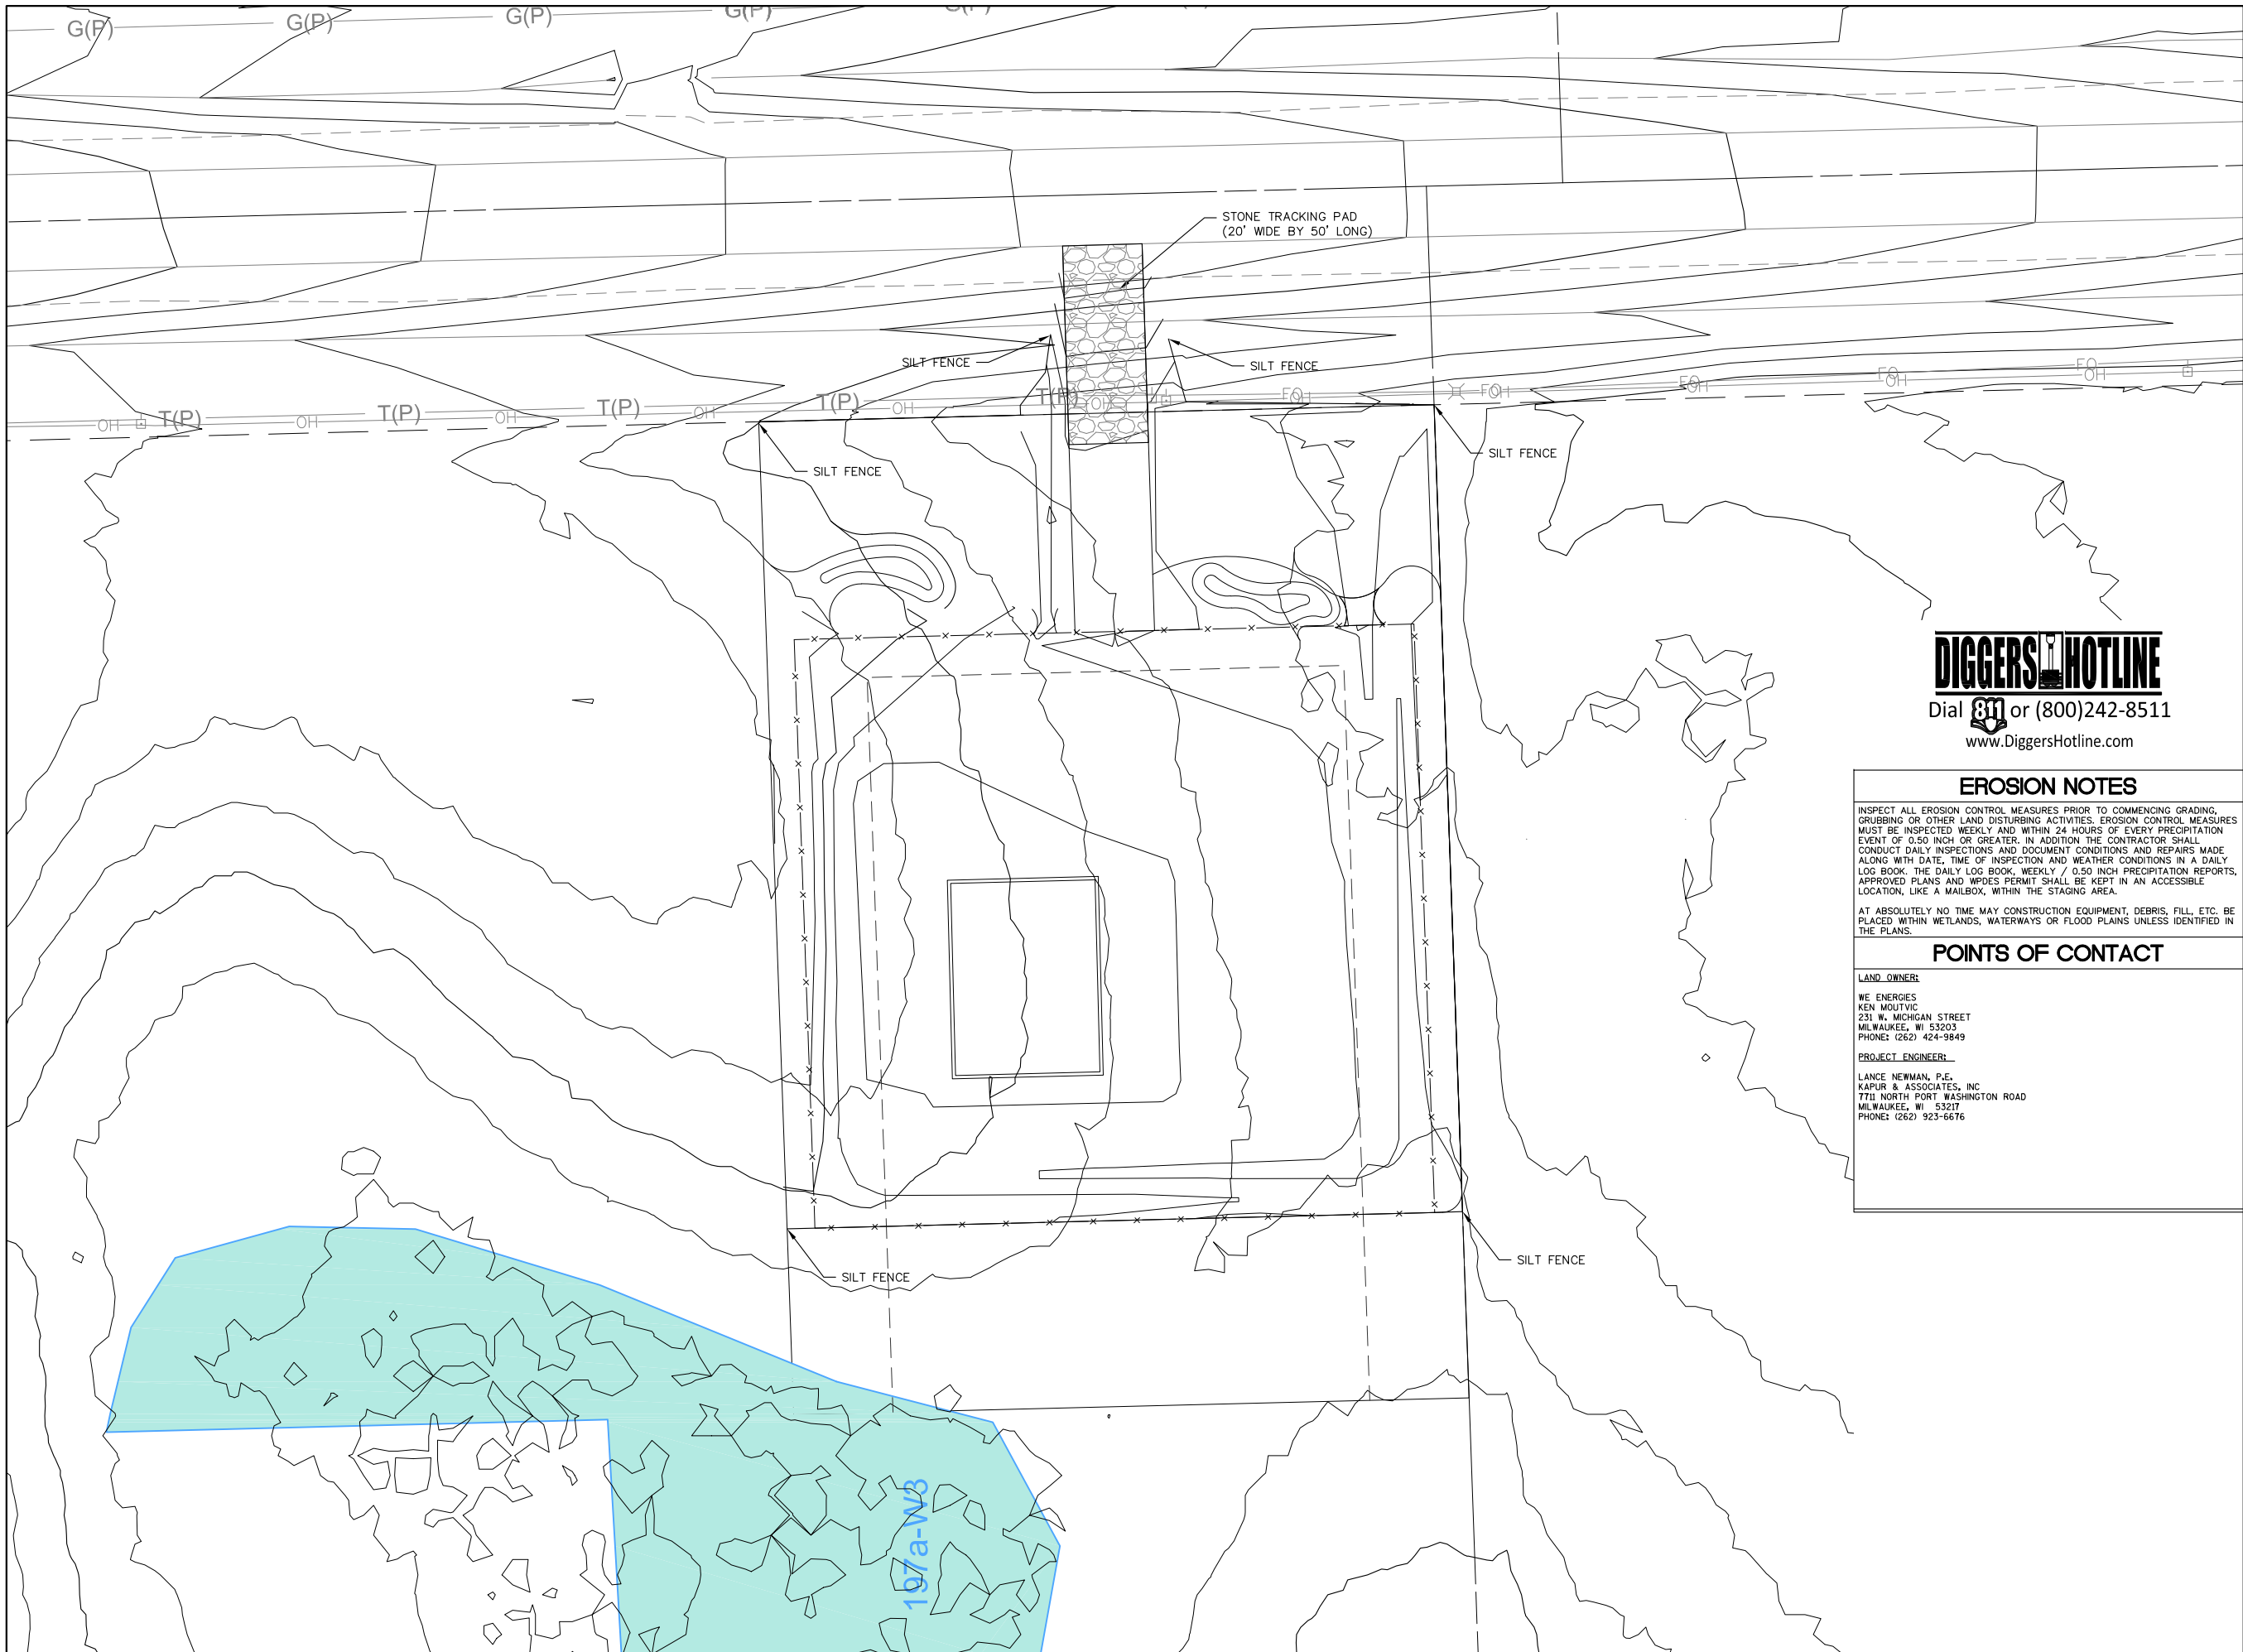 G(P)
G(P)
G(P)
G(P)
G(P)
STONE TRACKING PAD
(20' WIDE BY 50' LONG)
SILT FENCE
SILT FENCE
OH
T(P)
OH
T(P)
OH
T(P)
OH
T(P)
OH
T(P)
OH
FO
OH
FO
OH
FO
OH
FO
OH
FO
OH
SILT FENCE
SILT FENCE
DIGGERS HOTLINE
Dial 811 or (800)242-8511
www.DiggersHotline.com
EROSION NOTES
INSPECT ALL EROSION CONTROL MEASURES PRIOR TO COMMENCING GRADING,
GRUBBING OR OTHER LAND DISTURBING ACTIVITIES. EROSION CONTROL MEASURES
MUST BE INSPECTED WEEKLY AND WITHIN 24 HOURS OF EVERY PRECIPITATION
EVENT OF 0.50 INCH OR GREATER. IN ADDITION THE CONTRACTOR SHALL
CONDUCT DAILY INSPECTIONS AND DOCUMENT CONDITIONS AND REPAIRS MADE
ALONG WITH DATE, TIME OF INSPECTION AND WEATHER CONDITIONS IN A DAILY
LOG BOOK. THE DAILY LOG BOOK, WEEKLY / 0.50 INCH PRECIPITATION REPORTS,
APPROVED PLANS AND WPDES PERMIT SHALL BE KEPT IN AN ACCESSIBLE
LOCATION, LIKE A MAILBOX, WITHIN THE STAGING AREA.
AT ABSOLUTELY NO TIME MAY CONSTRUCTION EQUIPMENT, DEBRIS, FILL, ETC. BE
PLACED WITHIN WETLANDS, WATERWAYS OR FLOOD PLAINS UNLESS IDENTIFIED IN
THE PLANS.
POINTS OF CONTACT
LAND OWNER:
WE ENERGIES
KEN MOUTVIC
231 W. MICHIGAN STREET
MILWAUKEE, WI 53203
PHONE: (262) 424-9849
PROJECT ENGINEER:
LANCE NEWMAN, P.E.
KAPUR & ASSOCIATES, INC
7711 NORTH PORT WASHINGTON ROAD
MILWAUKEE, WI 53217
PHONE: (262) 923-6676
SILT FENCE
SILT FENCE
197a-W3